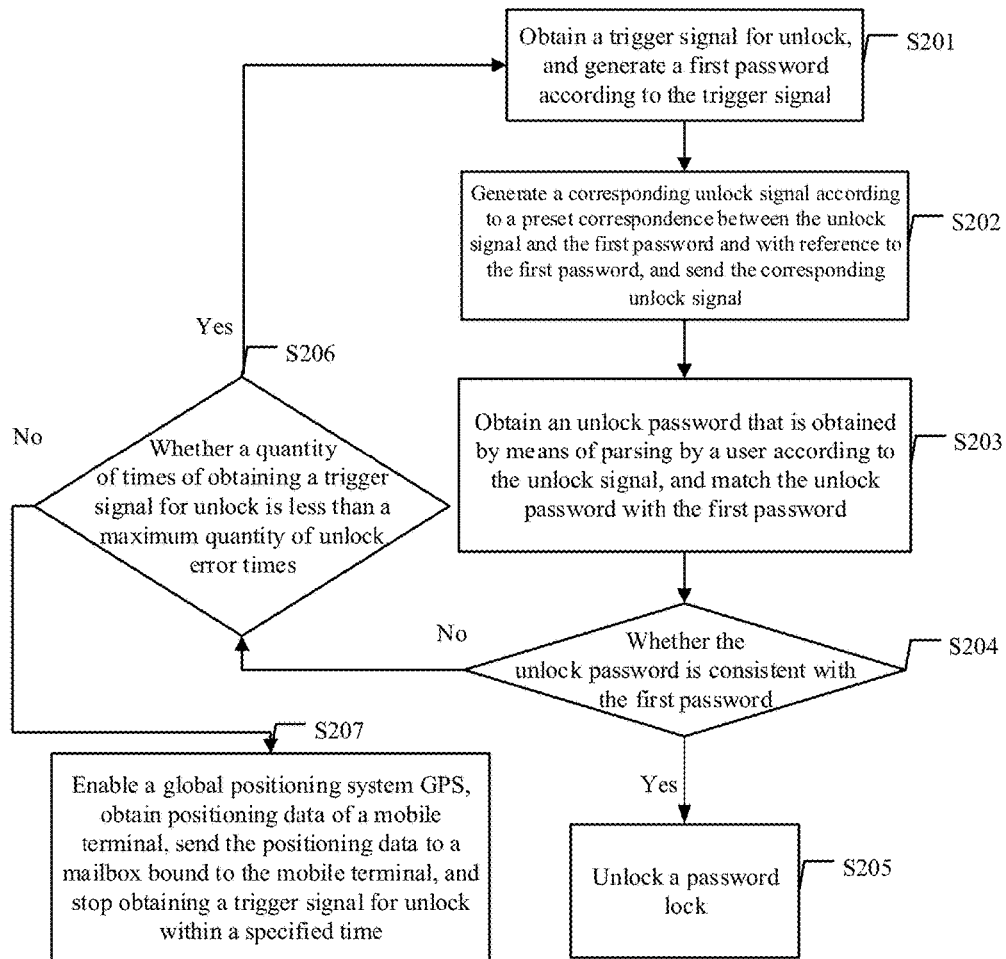 Obtain a trigger signal for unlock,
and generate a first password
according to the trigger signal
S201
Generate a corresponding unlock signal according
to a preset correspondence between the unlock
signal and the first password and with reference to
the first password, and send the corresponding
unlock signal
S202
Yes
S206
No
Whether a quantity
of times of obtaining a trigger
signal for unlock is less than a
maximum quantity of unlock
error times
Obtain an unlock password that is obtained
by means of parsing by a user according to
the unlock signal, and match the unlock
password with the first password
S203
No
Whether the
unlock password is consistent with
the first password
S204
S207
Enable a global positioning system GPS,
obtain positioning data of a mobile
terminal, send the positioning data to a
mailbox bound to the mobile terminal, and
stop obtaining a trigger signal for unlock
within a specified time
Yes
Unlock a password
lock
S205